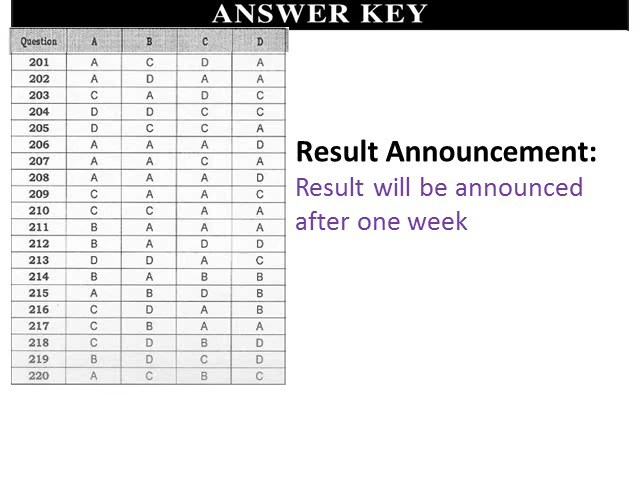 ANSWER KEY
Question A B C D
201 A C D A
202 A D A A
203 C A D C
204 D D C C
205 D C C A
206 A A A D
207 A A C A
208 A A A D
209 C A A C
210 C C A A
211 B A A A
212 B A D D
213 D D A C
214 B A B B
215 A B D B
216 C D A B
217 C B A A
218 C D B D
219 B D C D
220 A C B C
Result Announcement:
Result will be announced
after one week